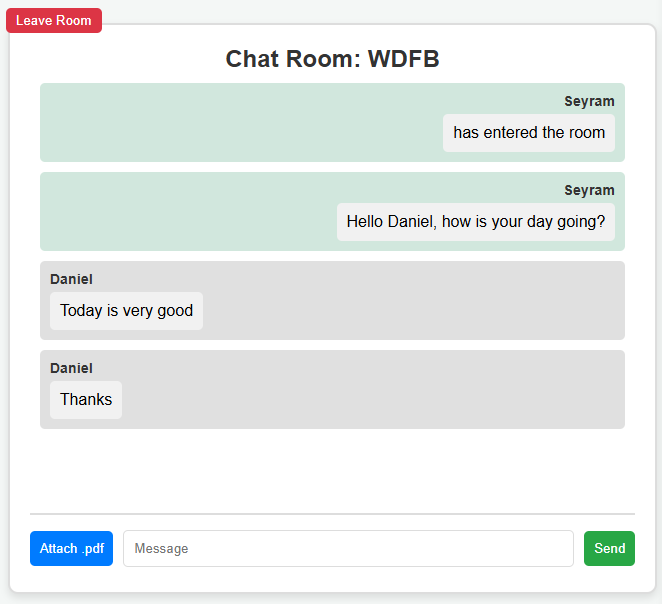 Leave Room
Chat Room: WDFB
Seyram
has entered the room
Seyram
Hello Daniel, how is your day going?
Daniel
Today is very good
Daniel
Thanks
Attach .pdf
Message
Send